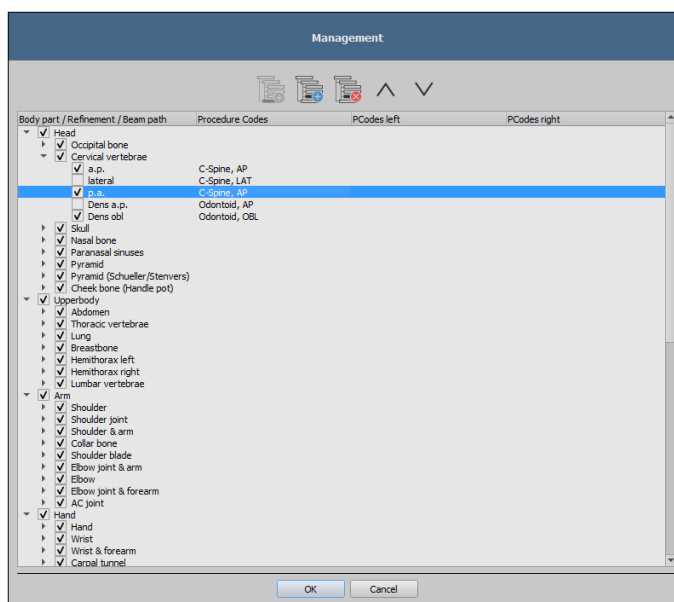 Management
Body part / Refinement / Beam path Procedure Codes PCodes left PCodes right
Head
Occipital bone
Cervical vertebrae
a.p. C-Spine, AP
lateral C-Spine, LAT
p.a. C-Spine, AP
Dens a.p. Odontoid, AP
Dens obl Odontoid, OBL
Skull
Nasal bone
Paranasal sinuses
Pyramid
Pyramid (Schueller/Stenvers)
Cheek bone (Handle pot)
Upperbody
Abdomen
Thoracic vertebrae
Lung
Breastbone
Hemithorax left
Hemithorax right
Lumbar vertebrae
Arm
Shoulder
Shoulder joint
Shoulder & arm
Collar bone
Shoulder blade
Elbow joint & arm
Elbow
Elbow joint & forearm
AC joint
Hand
Hand
Wrist
Wrist & forearm
Carpal tunnel
OK Cancel